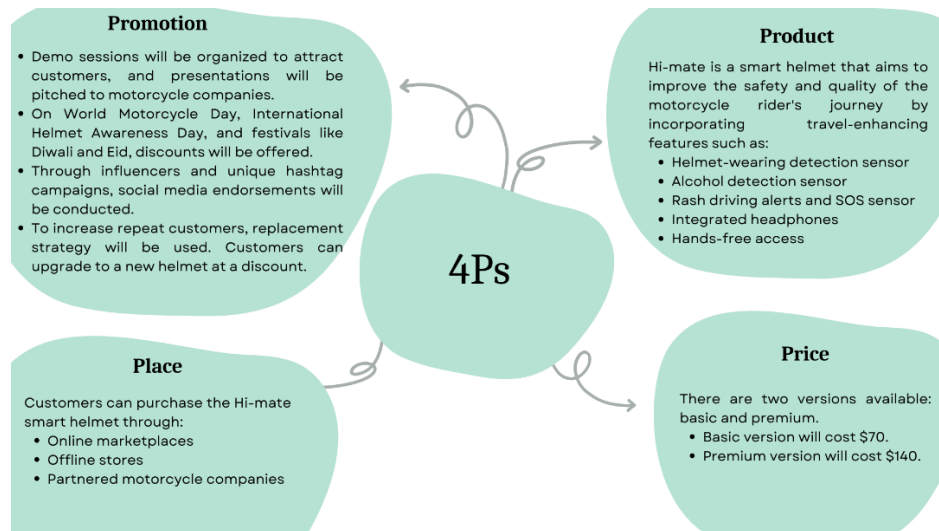 Promotion
• Demo sessions will be organized to attract
customers, and presentations will be
pitched to motorcycle companies.
• On World Motorcycle Day, International
Helmet Awareness Day, and festivals like
Diwali and Eid, discounts will be offered.
• Through influencers and unique hashtag
campaigns, social media endorsements will
be conducted.
• To increase repeat customers, replacement
strategy will be used. Customers can
upgrade to a new helmet at a discount.
Product
Hi-mate is a smart helmet that aims to
improve the safety and quality of the
motorcycle rider's journey by
incorporating travel-enhancing
features such as:
• Helmet-wearing detection sensor
• Alcohol detection sensor
• Rash driving alerts and SOS sensor
• Integrated headphones
• Hands-free access
4Ps
Place
Customers can purchase the Hi-mate
smart helmet through:
• Online marketplaces
• Offline stores
• Partnered motorcycle companies
Price
There are two versions available:
basic and premium.
• Basic version will cost $70.
• Premium version will cost $140.